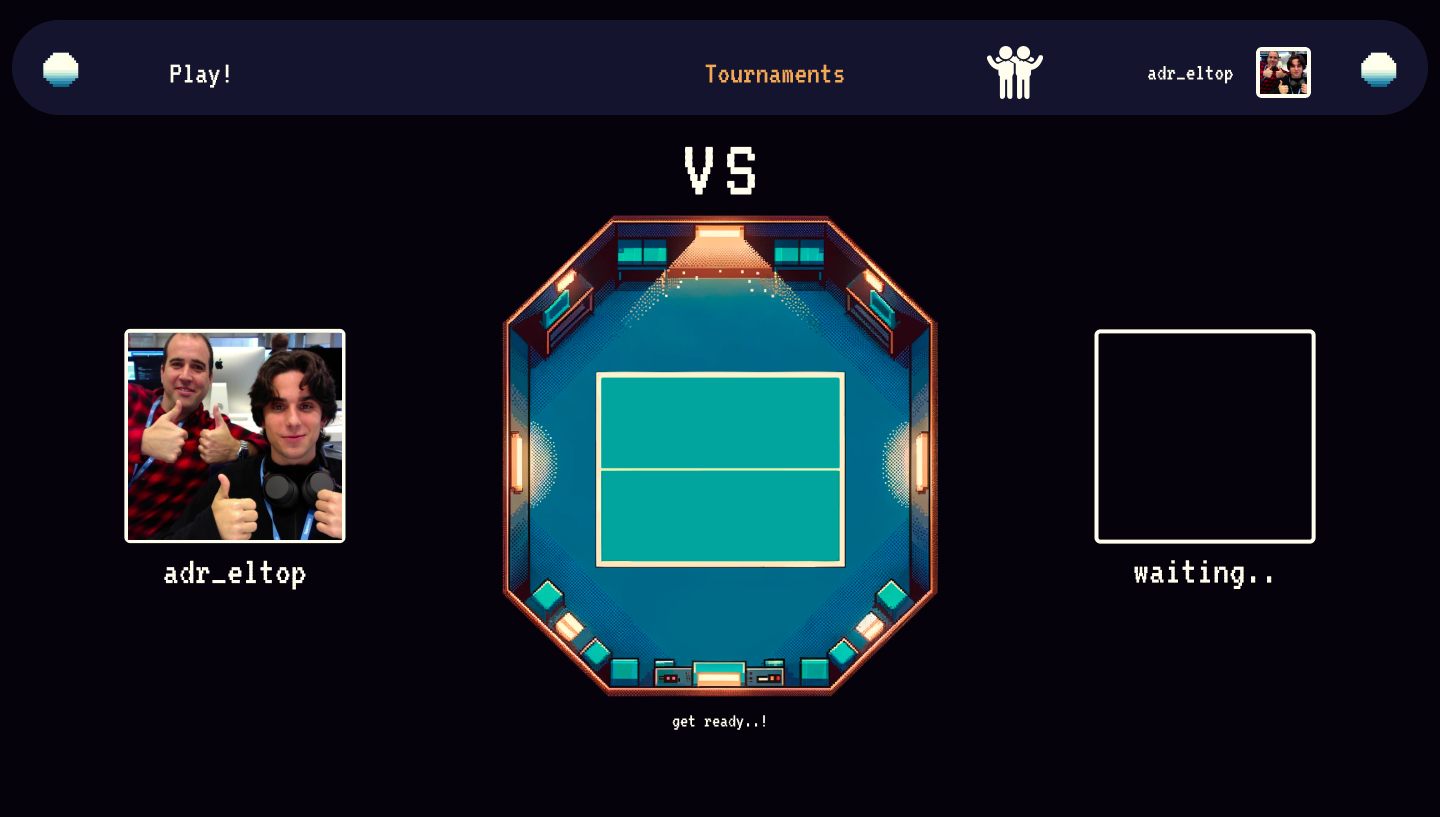 Play!
Tournaments
adr_eltop
VS
adr_eltop
waiting..
get ready..!